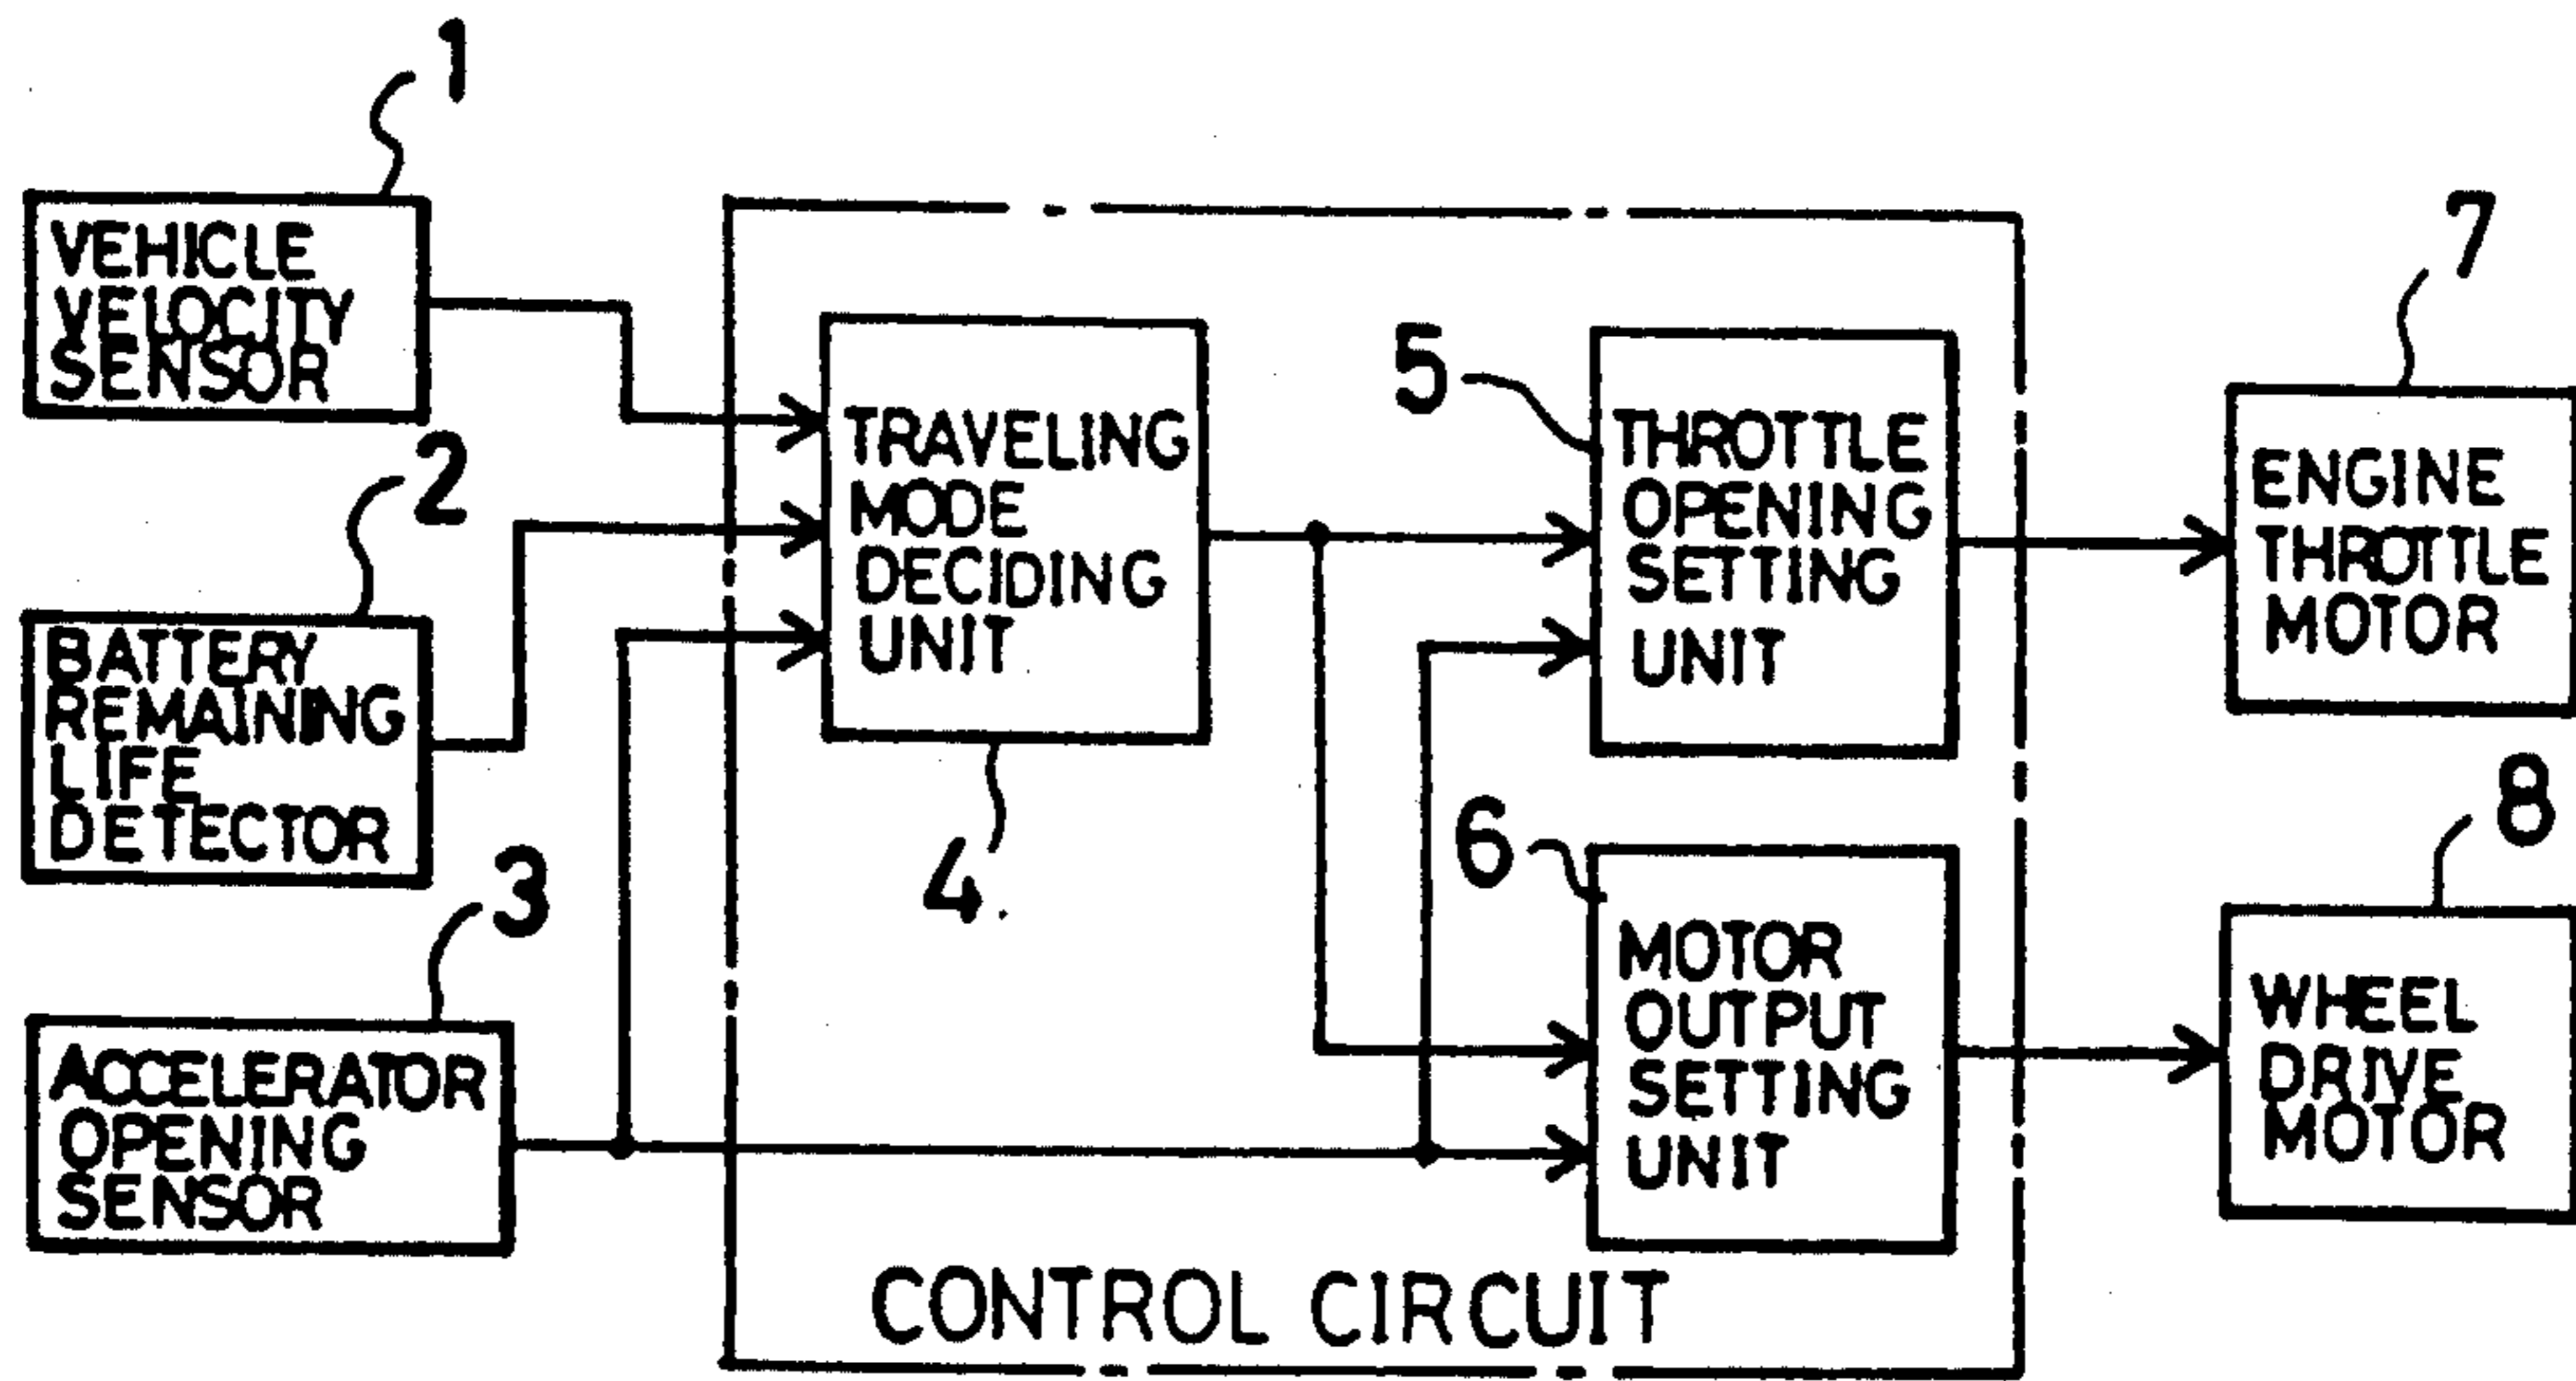 1
VEHICLE
VELOCITY
SENSOR
2
BATTERY
REMAINING
LIFE
DETECTOR
3
ACCELERATOR
OPENING
SENSOR
TRAVELING
MODE
DECIDING
UNIT
4
5
THROTTLE
OPENING
SETTING
UNIT
6
MOTOR
OUTPUT
SETTING
UNIT
CONTROL CIRCUIT
7
ENGINE
THROTTLE
MOTOR
8
WHEEL
DRIVE
MOTOR